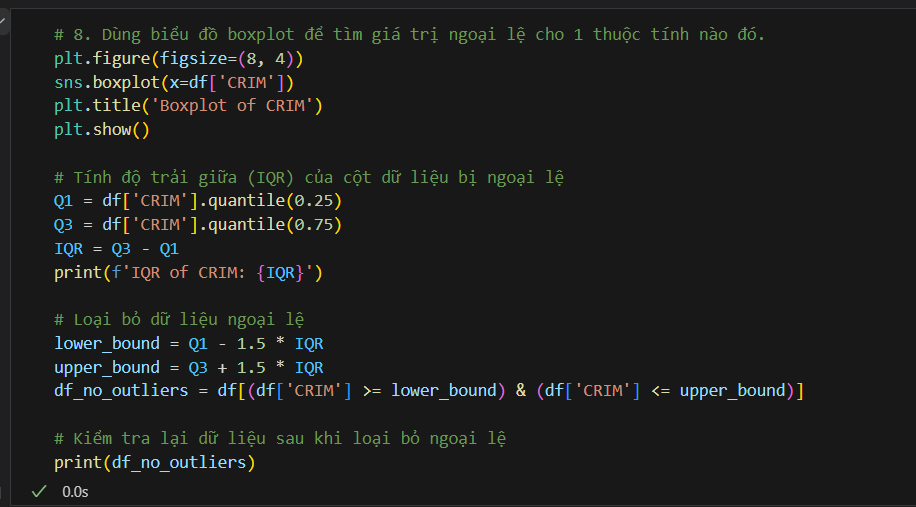 # 8. Dùng biểu đồ boxplot để tìm giá trị ngoại lệ cho 1 thuộc tính nào đó.
plt.figure(figsize=(8, 4))
sns.boxplot(x=df['CRIM'])
plt.title('Boxplot of CRIM')
plt.show()
# Tính độ trải giữa (IQR) của cột dữ liệu bị ngoại lệ
Q1 = df['CRIM'].quantile(0.25)
Q3 = df['CRIM'].quantile(0.75)
IQR = Q3 - Q1
print(f'IQR of CRIM: {IQR}')
# Loại bỏ dữ liệu ngoại lệ
lower_bound = Q1 - 1.5 * IQR
upper_bound = Q3 + 1.5 * IQR
df_no_outliers = df[(df['CRIM'] >= lower_bound) & (df['CRIM'] <= upper_bound)]
# Kiểm tra lại dữ liệu sau khi loại bỏ ngoại lệ
print(df_no_outliers)
0.0s